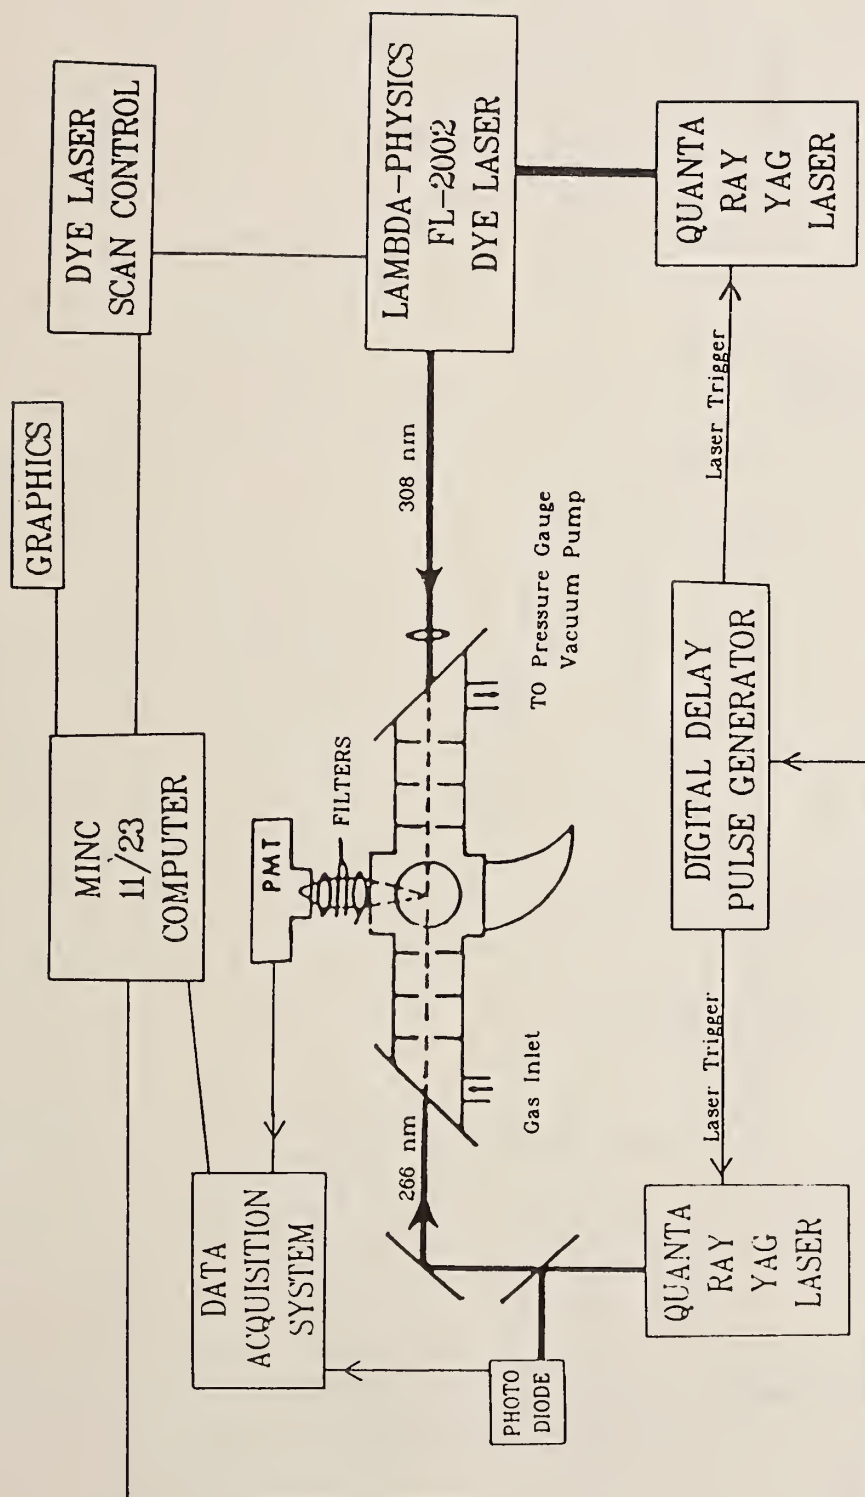 GRAPHICS
DYE LASER
SCAN CONTROL
MINC
11/23
COMPUTER
DATA
ACQUISITION
SYSTEM
PMT
FILTERS
LAMBDA-PHYSICS
FL-2002
DYE LASER
266 nm
308 nm
Gas Inlet
TO Pressure Gauge
Vacuum Pump
PHOTO
DIODE
QUANTA
RAY
YAG
LASER
Laser Trigger
DIGITAL DELAY
PULSE GENERATOR
Laser Trigger
QUANTA
RAY
YAG
LASER